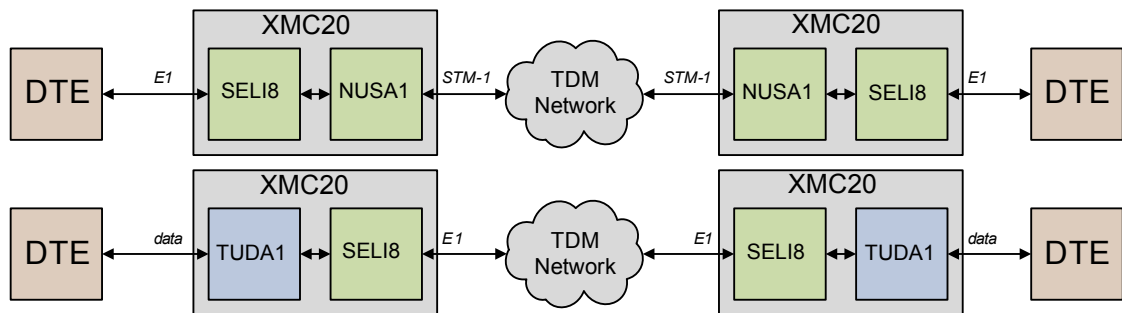 XMC20
XMC20
DTE
E1
SELI8
NUSA1
STM-1
TDM
Network
STM-1
NUSA1
SELI8
E1
DTE
XMC20
XMC20
DTE
data
TUDA1
SELI8
E1
TDM
Network
E1
SELI8
TUDA1
data
DTE